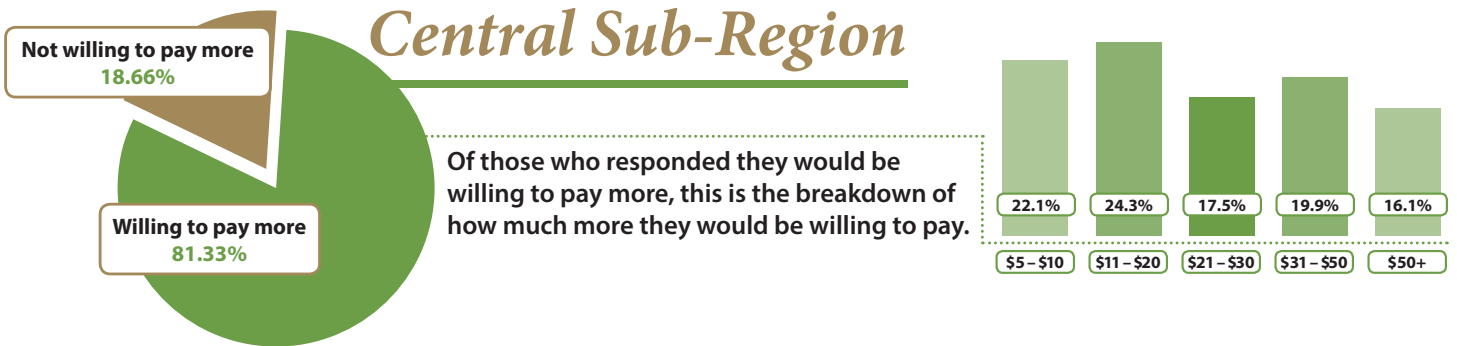 Central Sub-Region
Not willing to pay more
18.66%
Willing to pay more
81.33%
Of those who responded they would be
willing to pay more, this is the breakdown of
how much more they would be willing to pay.
22.1% 24.3% 17.5% 19.9% 16.1%
$5 – $10 $11 – $20 $21 – $30 $31 – $50 $50+